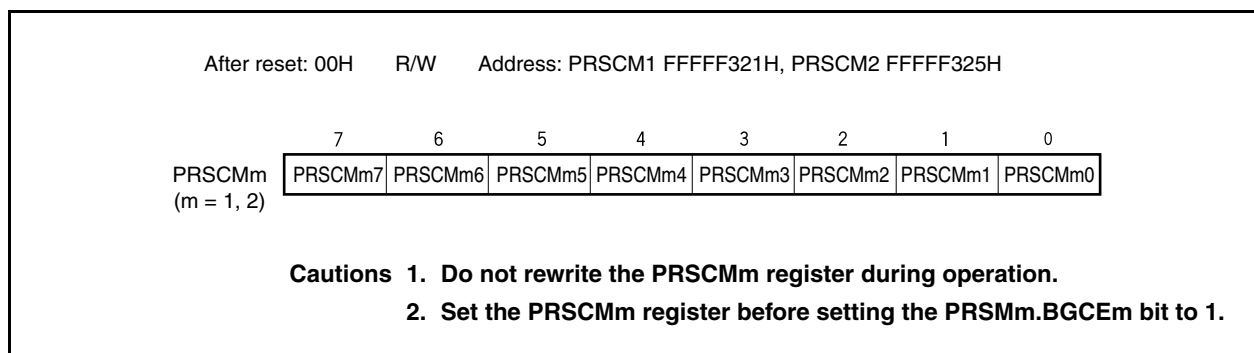 After reset: 00H R/W Address: PRSCM1 FFFFF321H, PRSCM2 FFFFF325H
7 6 5 4 3 2 1 0
PRSCMm PRSCMm7 PRSCMm6 PRSCMm5 PRSCMm4 PRSCMm3 PRSCMm2 PRSCMm1 PRSCMm0
(m = 1, 2)
Cautions 1. Do not rewrite the PRSCMm register during operation.
2. Set the PRSCMm register before setting the PRSMm.BGCEm bit to 1.